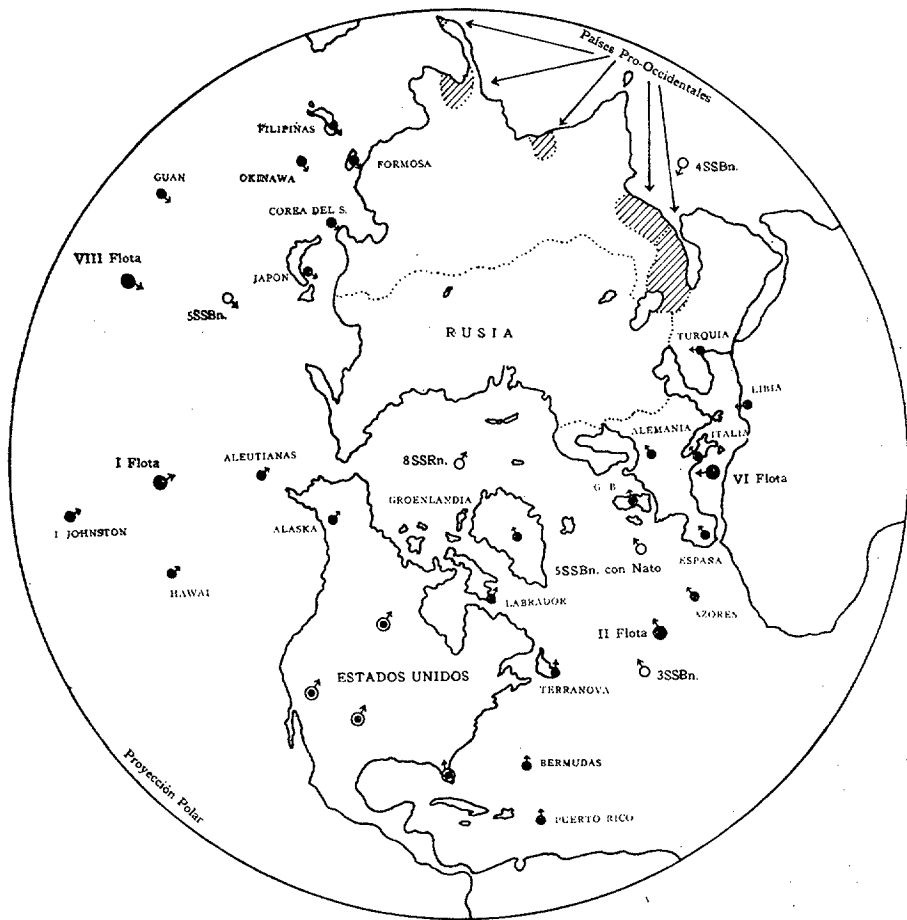 Países Pro-Occidentales
FILIPIÑAS
GUAN
OKINAWA
FORMOSA
4SSBn.
COREA DEL S.
VIII Flota
JAPON
5SSBn.
RUSIA
TURQUIA
LIBIA
ALEMANIA
ITALIA
I Flota
ALEUTIANAS
8SSRn.
VI Flota
GROENLANDIA
G B
I JOHNSTON
ALASKA
ESPAÑA
5SSBn. con Nato
HAWAI
LABRADOR
AZORES
II Flota
ESTADOS UNIDOS
TERRANOVA
3SSBn.
BERMUDAS
Proyección Polar
PUERTO RICO